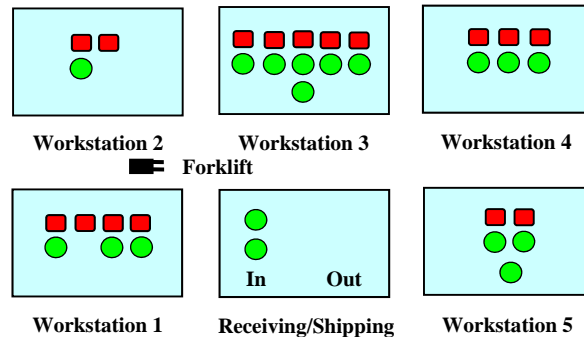 Workstation 2
Workstation 3
Workstation 4
Forklift
In
Out
Workstation 1
Receiving/Shipping
Workstation 5